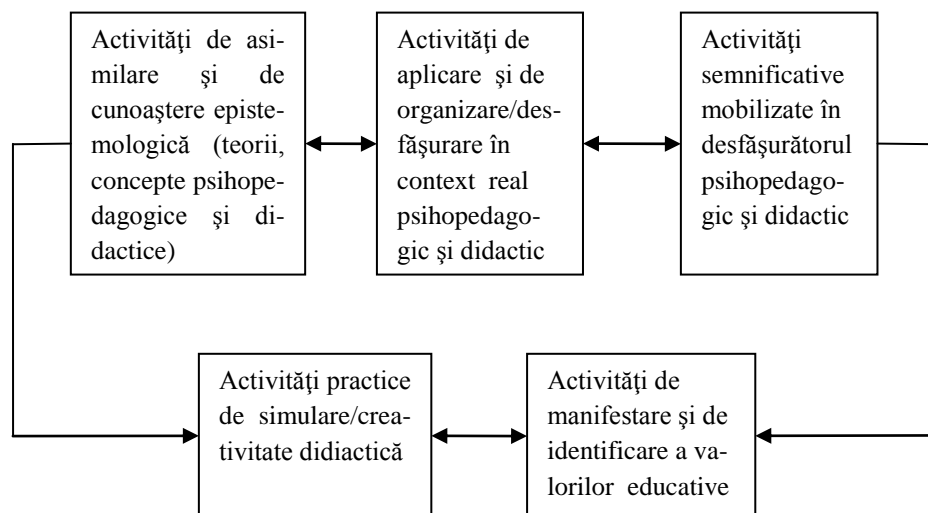 Activităţi de asi-
milare şi de
cunoaştere episte-
mologică (teorii,
concepte psihope-
dagogice şi di-
dactice)
Activităţi de
aplicare şi de
organizare/des-
făşurare în
context real
psihopedago-
gic şi didactic
Activităţi
semnificative
mobilizate în
desfăşurătorul
psihopedago-
gic şi didactic
Activităţi practice
de simulare/crea-
tivitate didiactică
Activităţi de
manifestare şi de
identificare a va-
lorilor educative